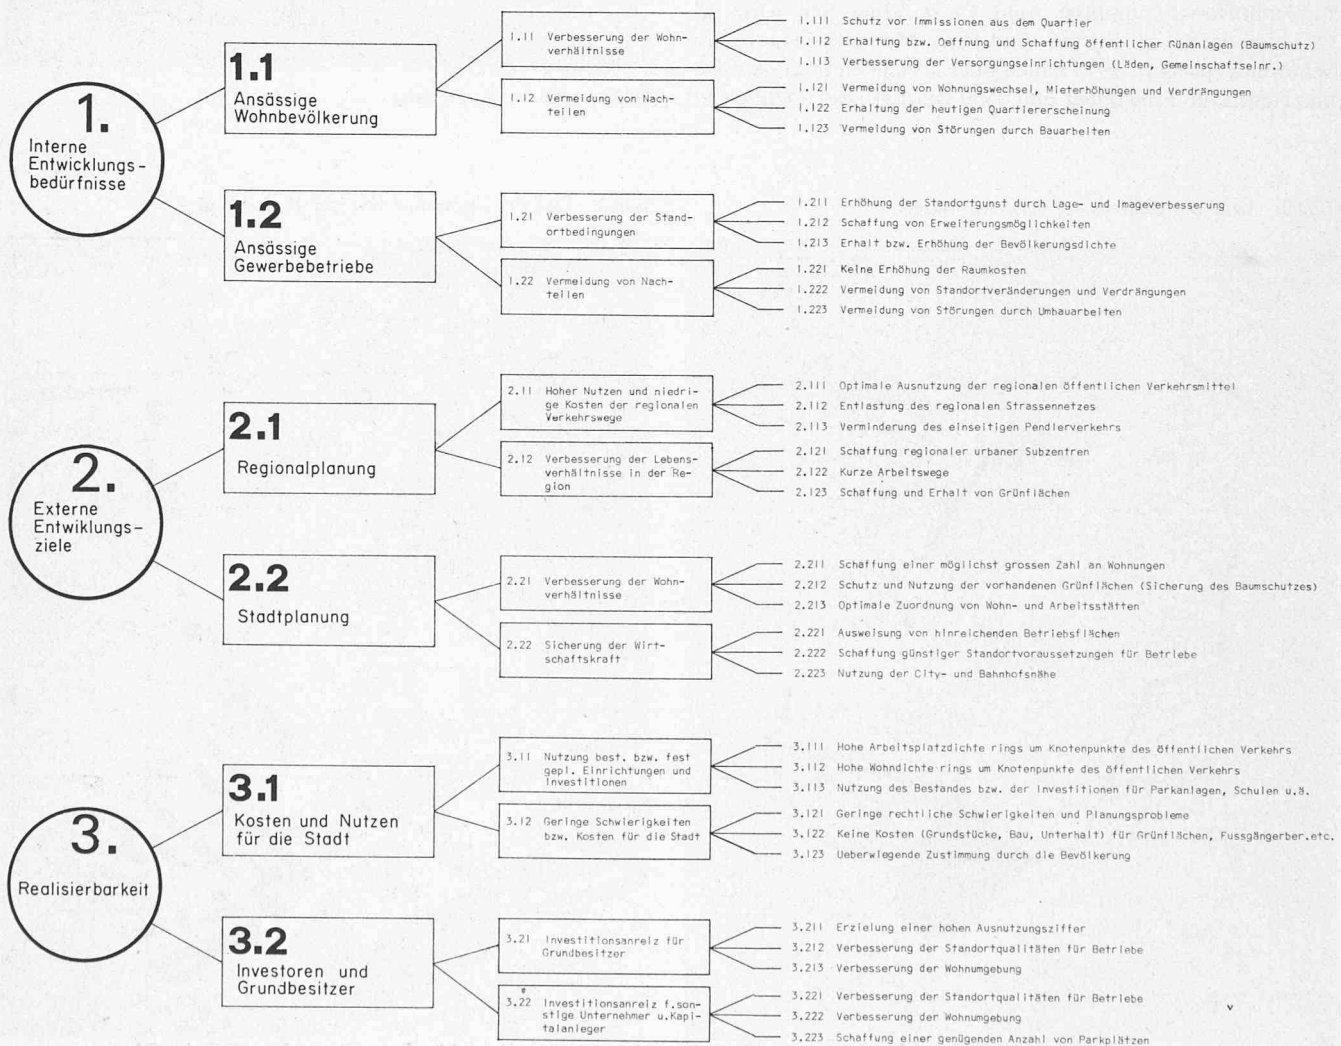 1.
Interne
Entwicklungs-
bedürfnisse
1.1
Ansässige
Wohnbevölkerung
1.11 Verbesserung der Wohn-
verhältnisse
1.111 Schutz vor Immissionen aus dem Quartier
1.112 Erhaltung bzw. Oeffnung und Schaffung öffentlicher Günanlagen (Baumschutz)
1.113 Verbesserung der Versorgungseinrichtungen (Läden, Gemeinschaftseinr.)
1.12 Vermeidung von Nach-
teilen
1.121 Vermeidung von Wohnungswechsel, Mieterhöhungen und Verdrängungen
1.122 Erhaltung der heutigen Quartiererscheinung
1.123 Vermeidung von Störungen durch Bauarbeiten
1.2
Ansässige
Gewerbebetriebe
1.21 Verbesserung der Stand-
ortbedingungen
1.211 Erhöhung der Standortgunst durch Lage- und Imageverbesserung
1.212 Schaffung von Erweiterungsmöglichkeiten
1.213 Erhalt bzw. Erhöhung der Bevölkerungsdichte
1.22 Vermeidung von Nach-
teilen
1.221 Keine Erhöhung der Raumkosten
1.222 Vermeidung von Standortveränderungen und Verdrängungen
1.223 Vermeidung von Störungen durch Umbauarbeiten
2.
Externe
Entwiklungs-
ziele
2.1
Regionalplanung
2.11 Hoher Nutzen und niedri-
ge Kosten der regionalen
Verkehrswege
2.111 Optimale Ausnutzung der regionalen öffentlichen Verkehrsmittel
2.112 Entlastung des regionalen Strassennetzes
2.113 Verminderung des einseitigen Pendlerverkehrs
2.12 Verbesserung der Lebens-
verhältnisse in der Re-
gion
2.121 Schaffung regionaler urbaner Subzentren
2.122 Kurze Arbeitswege
2.123 Schaffung und Erhalt von Grünflächen
2.2
Stadtplanung
2.21 Verbesserung der Wohn-
verhältnisse
2.211 Schaffung einer möglichst grossen Zahl an Wohnungen
2.212 Schutz und Nutzung der vorhandenen Grünflächen (Sicherung des Baumschutzes)
2.213 Optimale Zuordnung von Wohn- und Arbeitsstätten
2.22 Sicherung der Wirt-
schaftskraft
2.221 Ausweisung von hinreichenden Betriebsflächen
2.222 Schaffung günstiger Standortvoraussetzungen für Betriebe
2.223 Nutzung der City- und Bahnhofsnähe
3.
Realisierbarkeit
3.1
Kosten und Nutzen
für die Stadt
3.11 Nutzung best. bzw. fest
gepl. Einrichtungen und
Investitionen
3.111 Hohe Arbeitsplatzdichte rings um Knotenpunkte des öffentlichen Verkehrs
3.112 Hohe Wohndichte rings um Knotenpunkte des öffentlichen Verkehrs
3.113 Nutzung des Bestandes bzw. der Investitionen für Parkanlagen, Schulen u.ä.
3.12 Geringe Schwierigkeiten
bzw. Kosten für die Stadt
3.121 Geringe rechtliche Schwierigkeiten und Planungsprobleme
3.122 Keine Kosten (Grundstücke, Bau, Unterhalt) für Grünflächen, Fussgängerber.etc.
3.123 Ueberwiegende Zustimmung durch die Bevölkerung
3.2
Investoren und
Grundbesitzer
3.21 Investitionsanreiz für
Grundbesitzer
3.211 Erzielung einer hohen Ausnutzungsziffer
3.212 Verbesserung der Standortqualitäten für Betriebe
3.213 Verbesserung der Wohnumgebung
3.22 Investitionsanreiz f.son-
stige Unternehmer u.Kapi-
talanleger
3.221 Verbesserung der Standortqualitäten für Betriebe
3.222 Verbesserung der Wohnumgebung
3.223 Schaffung einer genügenden Anzahl von Parkplätzen